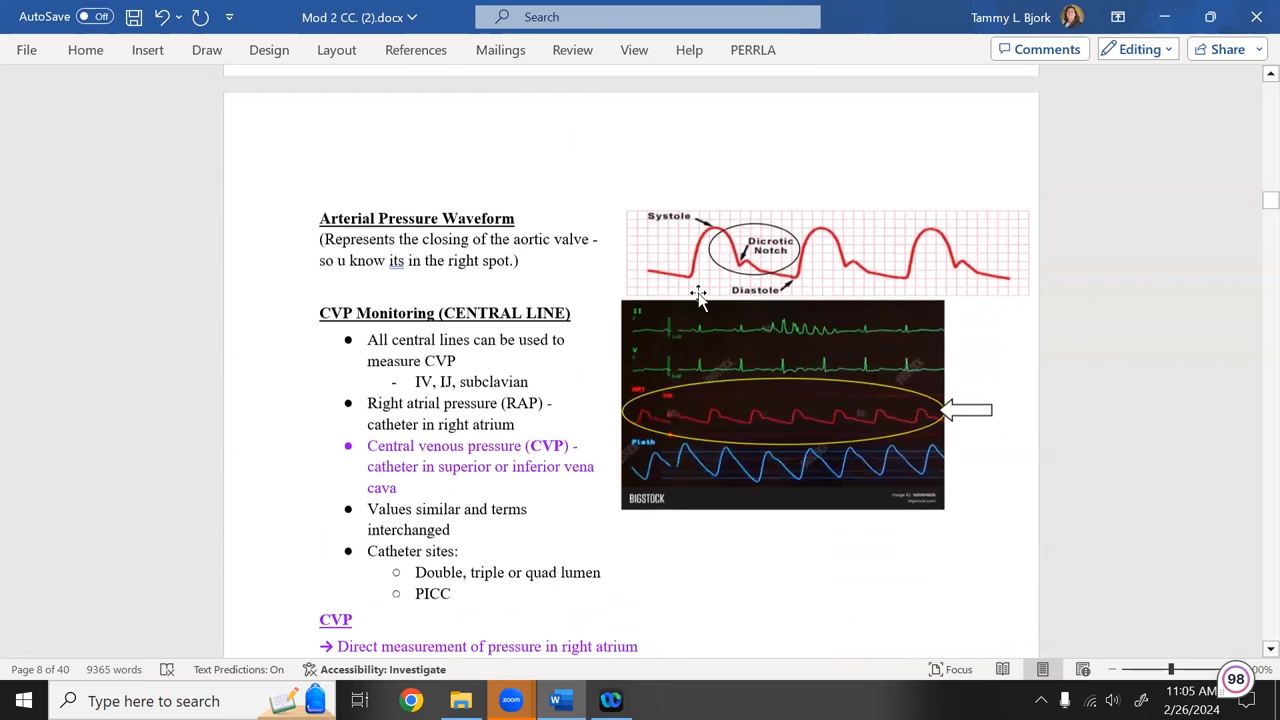 AutoSave Off Mod 2 CC. (2).docx Search Tammy L. Bjork
File Home Insert Draw Design Layout References Mailings Review View Help PERRLA Comments Editing Share
Arterial Pressure Waveform
(Represents the closing of the aortic valve -
so u know its in the right spot.)
Systole
Dicrotic
Notch
Diastole
CVP Monitoring (CENTRAL LINE)
● All central lines can be used to
measure CVP
- IV, IJ, subclavian
● Right atrial pressure (RAP) -
catheter in right atrium
● Central venous pressure (CVP) -
catheter in superior or inferior vena
cava
● Values similar and terms
interchanged
● Catheter sites:
○ Double, triple or quad lumen
○ PICC
CVP
→ Direct measurement of pressure in right atrium
II
V
ART
Pleth
BIGSTOCK
Page 8 of 40 9365 words Text Predictions: On Accessibility: Investigate Focus
98
Type here to search zoom 11:05 AM
2/26/2024